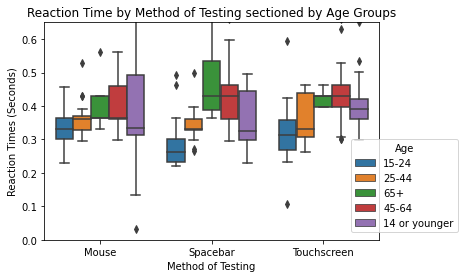 Reaction Time by Method of Testing sectioned by Age Groups
Reaction Times (Seconds)
0.6
0.5
0.4
0.3
0.2
0.1
0.0
Mouse
Spacebar
Touchscreen
Method of Testing
Age
15-24
25-44
65+
45-64
14 or younger